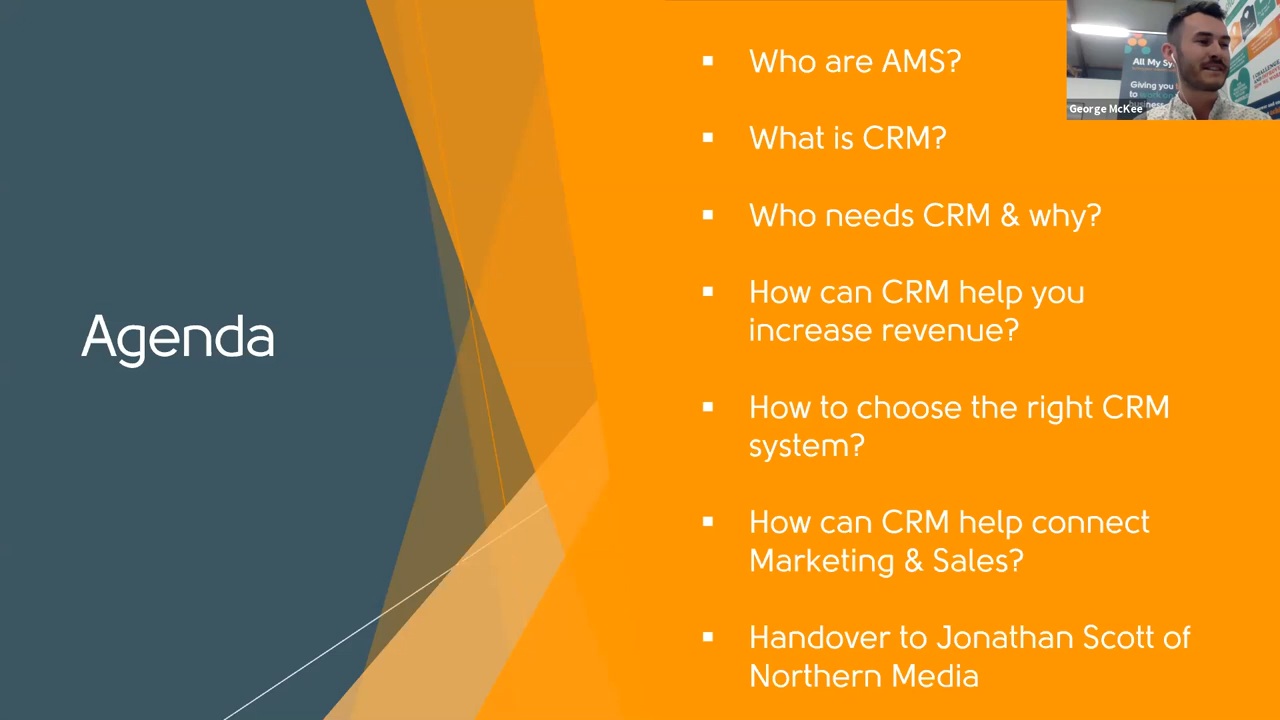 Agenda
▪ Who are AMS?
▪ What is CRM?
▪ Who needs CRM & why?
▪ How can CRM help you
increase revenue?
▪ How to choose the right CRM
system?
▪ How can CRM help connect
Marketing & Sales?
▪ Handover to Jonathan Scott of
Northern Media
All My
Giving you
to
George McKee